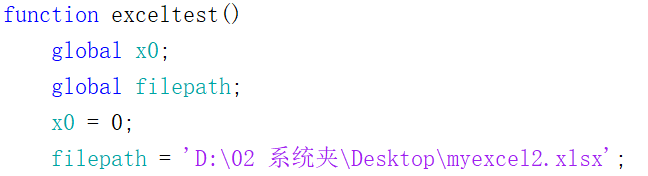 function exceltest()
global x0;
global filepath;
x0 = 0;
filepath = 'D:\02 系统夹\Desktop\myexcel2.xlsx';